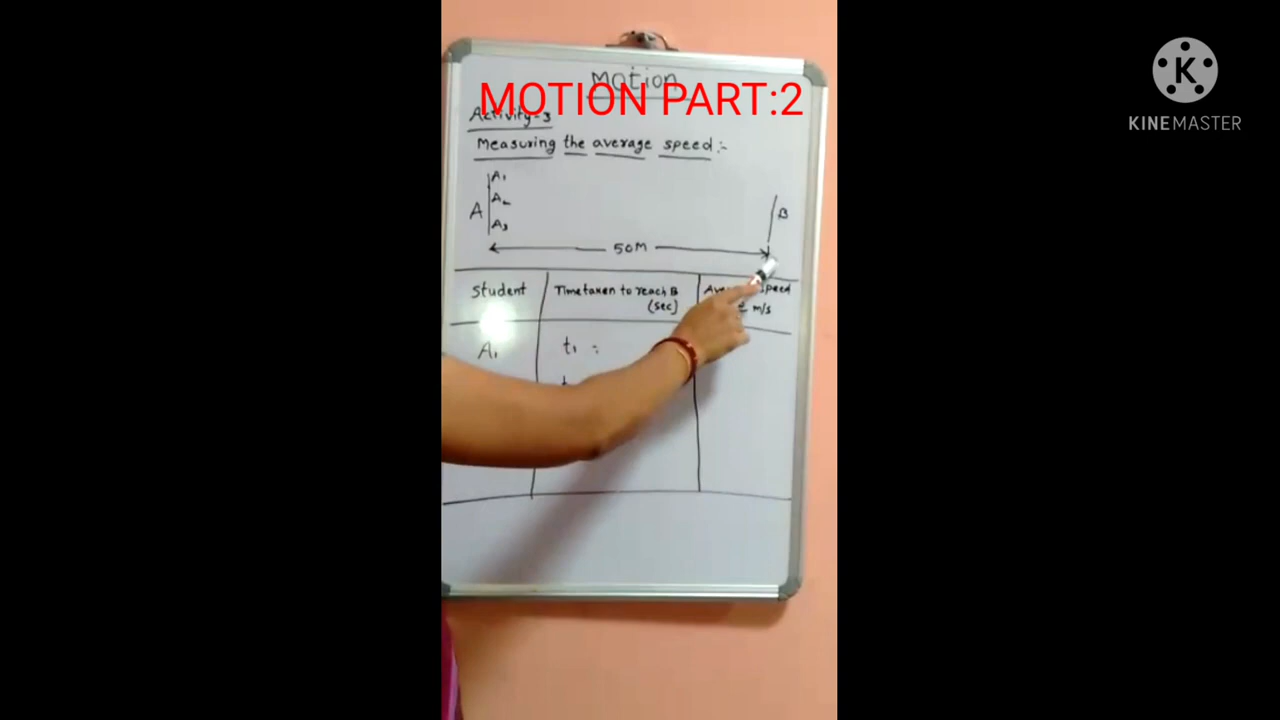 Motion
MOTION PART:2
Activity-3
Measuring the average speed :-
A1
A2
A
A3
B
50M
Student
Time taken to reach B
(sec)
speed
m/s
A1
t1 =
K
KINEMASTER